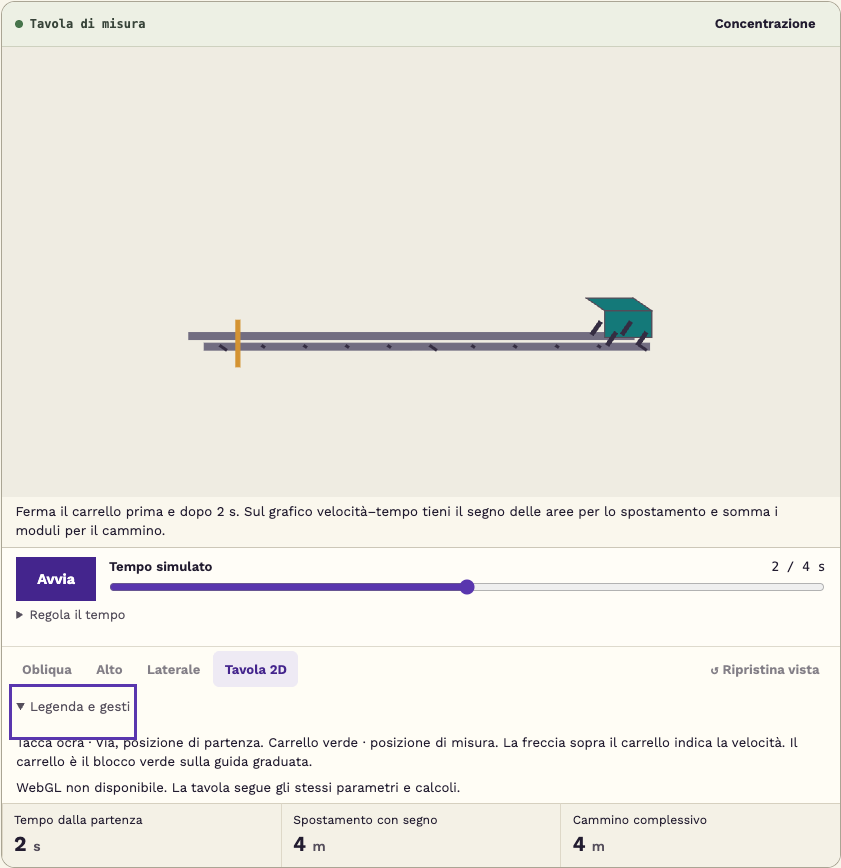 Tavola di misura
Concentrazione
Ferma il carrello prima e dopo 2 s. Sul grafico velocità–tempo tieni il segno delle aree per lo spostamento e somma i
moduli per il cammino.
Avvia
Tempo simulato
2 / 4 s
▶ Regola il tempo
Obliqua
Alto
Laterale
Tavola 2D
↺ Ripristina vista
▼ Legenda e gesti
Tacca ocra · Via, posizione di partenza. Carrello verde · posizione di misura. La freccia sopra il carrello indica la velocità. Il
carrello è il blocco verde sulla guida graduata.
WebGL non disponibile. La tavola segue gli stessi parametri e calcoli.
Tempo dalla partenza
2 s
Spostamento con segno
4 m
Cammino complessivo
4 m